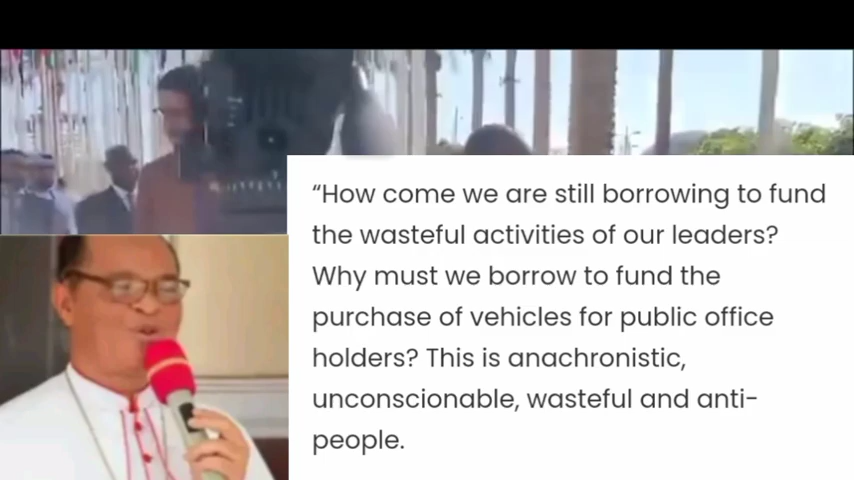 “How come we are still borrowing to fund
the wasteful activities of our leaders?
Why must we borrow to fund the
purchase of vehicles for public office
holders? This is anachronistic,
unconscionable, wasteful and anti-
people.